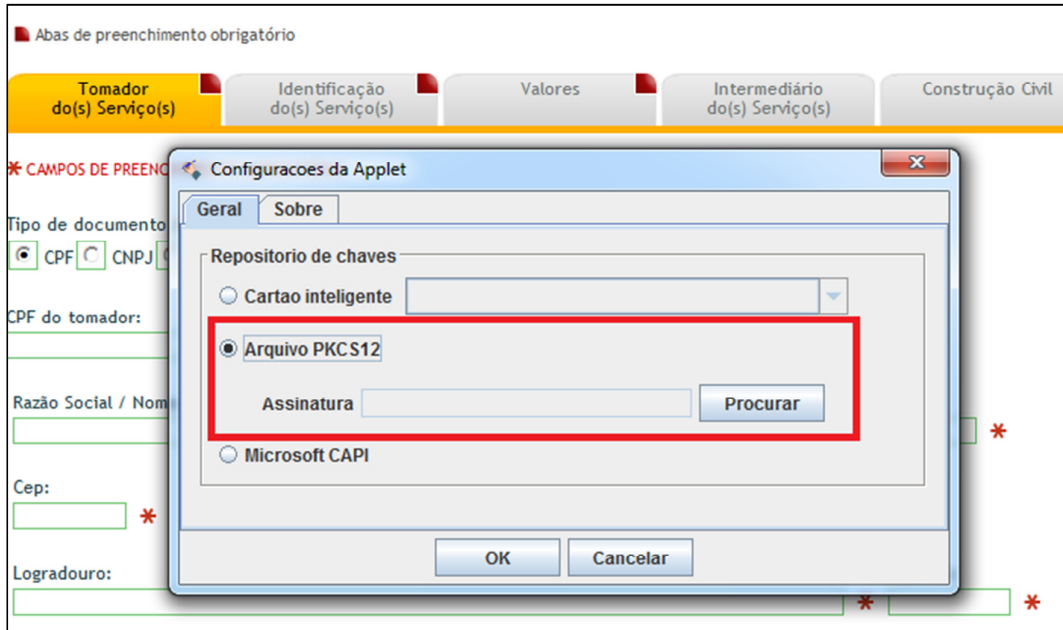 Abas de preenchimento obrigatório
Tomador do(s) Serviço(s)
Identificação do(s) Serviço(s)
Valores
Intermediário do(s) Serviço(s)
Construção Civil
* CAMPOS DE PREENC
Configuracoes da Applet
Geral
Sobre
Tipo de documento
CPF
CNPJ
Repositorio de chaves
Cartao inteligente
CPF do tomador:
Arquivo PKCS12
Assinatura
Procurar
Razão Social / Nom
*
Microsoft CAPI
Cep:
*
OK
Cancelar
Logradouro:
*
*